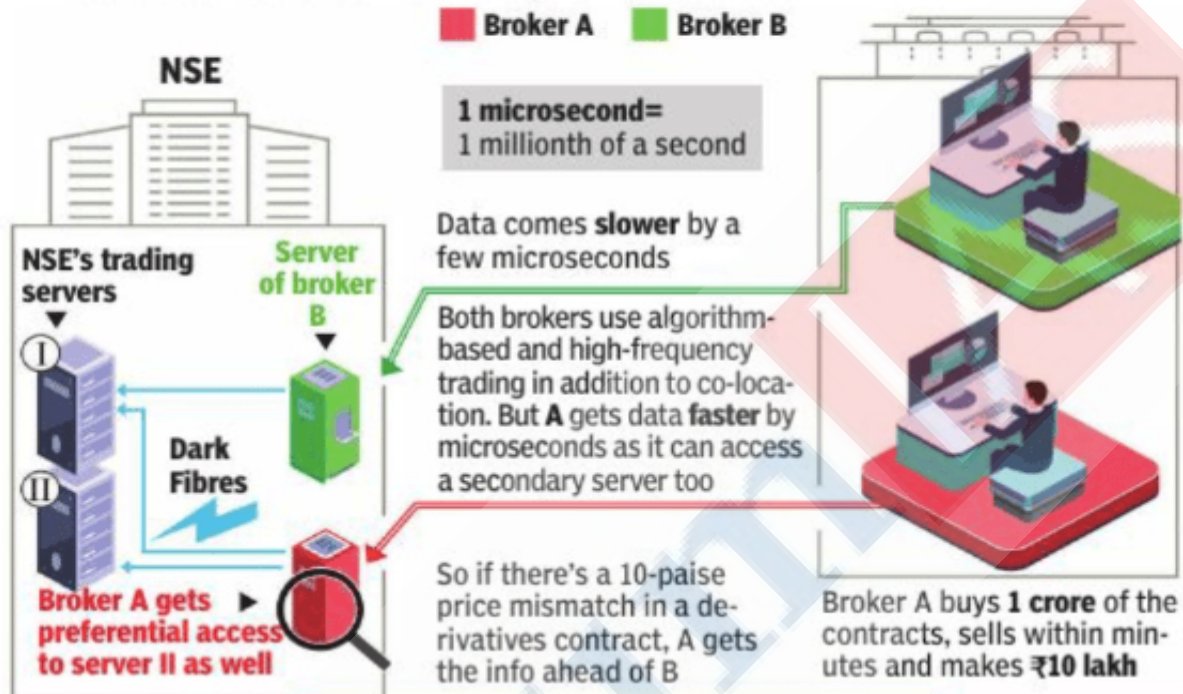 Broker A
Broker B
NSE
1 microsecond=
1 millionth of a second
Data comes slower by a
few microseconds
NSE's trading
servers
Server
of broker
B
I
II
Both brokers use algorithm-
based and high-frequency
trading in addition to co-loca-
tion. But A gets data faster by
microseconds as it can access
a secondary server too
Dark
Fibres
Broker A gets
preferential access
to server II as well
So if there's a 10-paise
price mismatch in a de-
rivatives contract, A gets
the info ahead of B
Broker A buys 1 crore of the
contracts, sells within min-
utes and makes ₹10 lakh